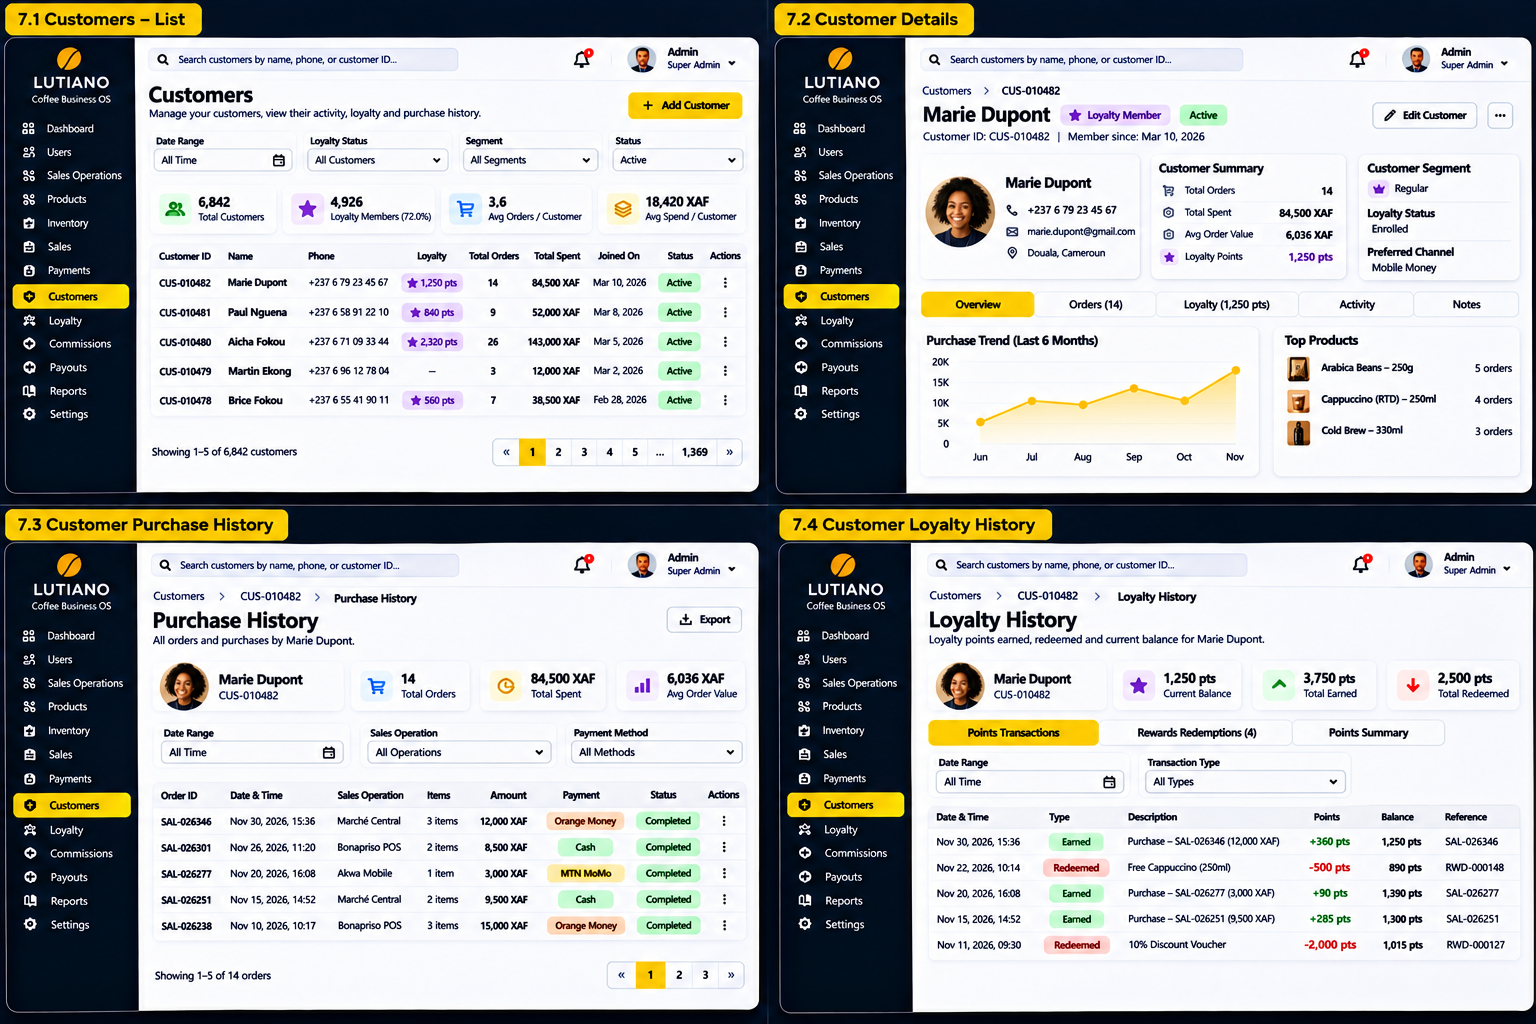 7.1 Customers – List
LUTIANO
Coffee Business OS
Dashboard
Users
Sales Operations
Products
Inventory
Sales
Payments
Customers
Loyalty
Commissions
Payouts
Reports
Settings
Search customers by name, phone, or customer ID...
Admin
Super Admin
Customers
Manage your customers, view their activity, loyalty and purchase history.
+ Add Customer
Date Range Loyalty Status Segment Status
All Time All Customers All Segments Active
6,842 4,926 3,6 18,420 XAF
Total Customers Loyalty Members (72.0%) Avg Orders / Customer Avg Spend / Customer
Customer ID Name Phone Loyalty Total Orders Total Spent Joined On Status Actions
CUS-010482 Marie Dupont +237 6 79 23 45 67 1,250 pts 14 84,500 XAF Mar 10, 2026 Active
CUS-010481 Paul Nguena +237 6 58 91 22 10 840 pts 9 52,000 XAF Mar 8, 2026 Active
CUS-010480 Aicha Fokou +237 6 71 09 33 44 2,320 pts 26 143,000 XAF Mar 5, 2026 Active
CUS-010479 Martin Ekong +237 6 96 12 78 04 – 3 12,000 XAF Mar 2, 2026 Active
CUS-010478 Brice Fokou +237 6 55 41 90 11 560 pts 7 38,500 XAF Feb 28, 2026 Active
Showing 1–5 of 6,842 customers
« 1 2 3 4 5 ... 1,369 »
7.2 Customer Details
LUTIANO
Coffee Business OS
Dashboard
Users
Sales Operations
Products
Inventory
Sales
Payments
Customers
Loyalty
Commissions
Payouts
Reports
Settings
Search customers by name, phone, or customer ID...
Admin
Super Admin
Customers > CUS-010482
Marie Dupont Loyalty Member Active
Edit Customer ...
Customer ID: CUS-010482 | Member since: Mar 10, 2026
Marie Dupont
+237 6 79 23 45 67
marie.dupont@gmail.com
Douala, Cameroun
Customer Summary
Total Orders 14
Total Spent 84,500 XAF
Avg Order Value 6,036 XAF
Loyalty Points 1,250 pts
Customer Segment
Regular
Loyalty Status
Enrolled
Preferred Channel
Mobile Money
Overview Orders (14) Loyalty (1,250 pts) Activity Notes
Purchase Trend (Last 6 Months)
20K
15K
10K
5K
0
Jun Jul Aug Sep Oct Nov
Top Products
Arabica Beans – 250g 5 orders
Cappuccino (RTD) – 250ml 4 orders
Cold Brew – 330ml 3 orders
7.3 Customer Purchase History
LUTIANO
Coffee Business OS
Dashboard
Users
Sales Operations
Products
Inventory
Sales
Payments
Customers
Loyalty
Commissions
Payouts
Reports
Settings
Search customers by name, phone, or customer ID...
Admin
Super Admin
Customers > CUS-010482 > Purchase History
Purchase History
Export
All orders and purchases by Marie Dupont.
Marie Dupont 14 84,500 XAF 6,036 XAF
CUS-010482 Total Orders Total Spent Avg Order Value
Date Range Sales Operation Payment Method
All Time All Operations All Methods
Order ID Date & Time Sales Operation Items Amount Payment Status Actions
SAL-026346 Nov 30, 2026, 15:36 Marché Central 3 items 12,000 XAF Orange Money Completed
SAL-026301 Nov 26, 2026, 11:20 Bonapriso POS 2 items 8,500 XAF Cash Completed
SAL-026277 Nov 20, 2026, 16:08 Akwa Mobile 1 item 3,000 XAF MTN MoMo Completed
SAL-026251 Nov 15, 2026, 14:52 Marché Central 2 items 9,500 XAF Cash Completed
SAL-026238 Nov 10, 2026, 10:17 Bonapriso POS 3 items 15,000 XAF Orange Money Completed
Showing 1–5 of 14 orders
« 1 2 3 »
7.4 Customer Loyalty History
LUTIANO
Coffee Business OS
Dashboard
Users
Sales Operations
Products
Inventory
Sales
Payments
Customers
Loyalty
Commissions
Payouts
Reports
Settings
Search customers by name, phone, or customer ID...
Admin
Super Admin
Customers > CUS-010482 > Loyalty History
Loyalty History
Loyalty points earned, redeemed and current balance for Marie Dupont.
Marie Dupont 1,250 pts 3,750 pts 2,500 pts
CUS-010482 Current Balance Total Earned Total Redeemed
Points Transactions Rewards Redemptions (4) Points Summary
Date Range Transaction Type
All Time All Types
Date & Time Type Description Points Balance Reference
Nov 30, 2026, 15:36 Earned Purchase – SAL-026346 (12,000 XAF) +360 pts 1,250 pts SAL-026346
Nov 22, 2026, 10:14 Redeemed Free Cappuccino (250ml) -500 pts 890 pts RWD-000148
Nov 20, 2026, 16:08 Earned Purchase – SAL-026277 (3,000 XAF) +90 pts 1,390 pts SAL-026277
Nov 15, 2026, 14:52 Earned Purchase – SAL-026251 (9,500 XAF) +285 pts 1,300 pts SAL-026251
Nov 11, 2026, 09:30 Redeemed 10% Discount Voucher -2,000 pts 1,015 pts RWD-000127